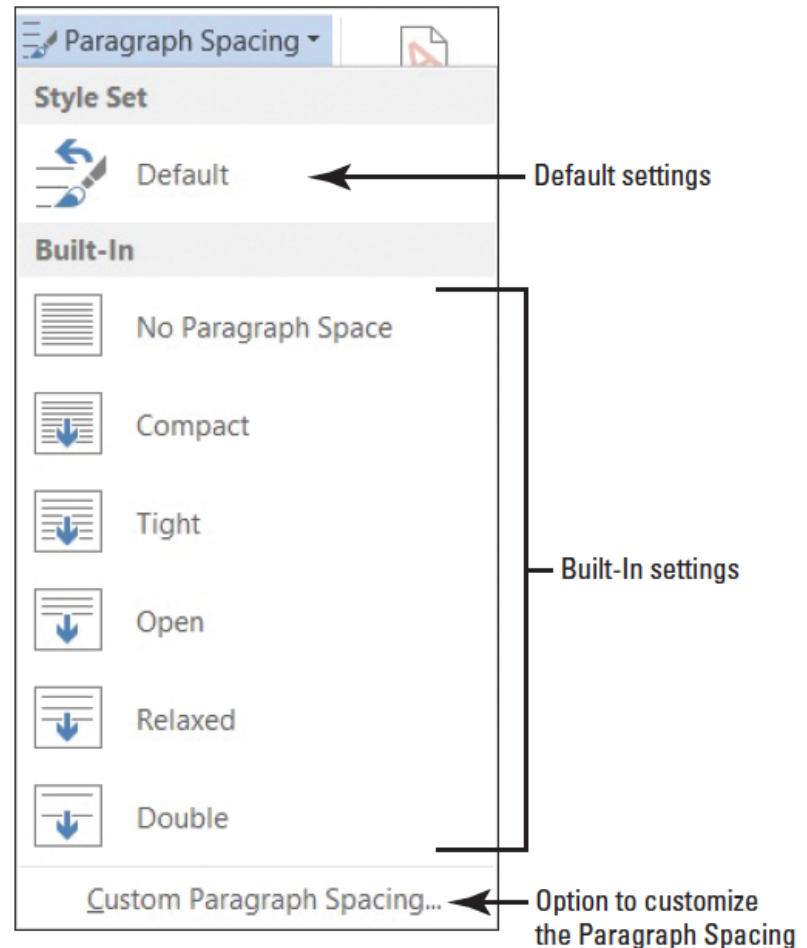 Paragraph Spacing
Style Set
Default
Default settings
Built-In
No Paragraph Space
Compact
Tight
Built-In settings
Open
Relaxed
Double
Custom Paragraph Spacing...
Option to customize
the Paragraph Spacing